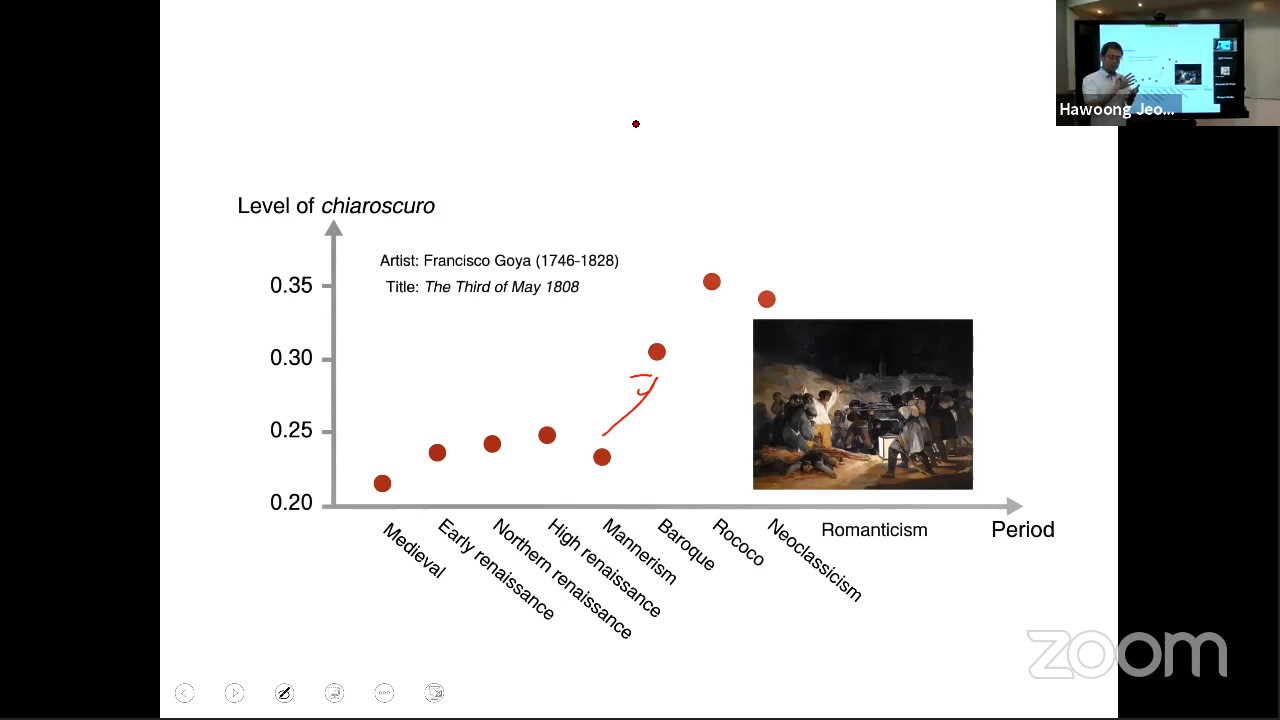 Hawoong Jeo...
Level of chiaroscuro
Artist: Francisco Goya (1746-1828)
Title: The Third of May 1808
0.35
0.30
0.25
0.20
Medieval
Early renaissance
Northern renaissance
High renaissance
Mannerism
Baroque
Rococo
Neoclassicism
Romanticism
Period
zoom